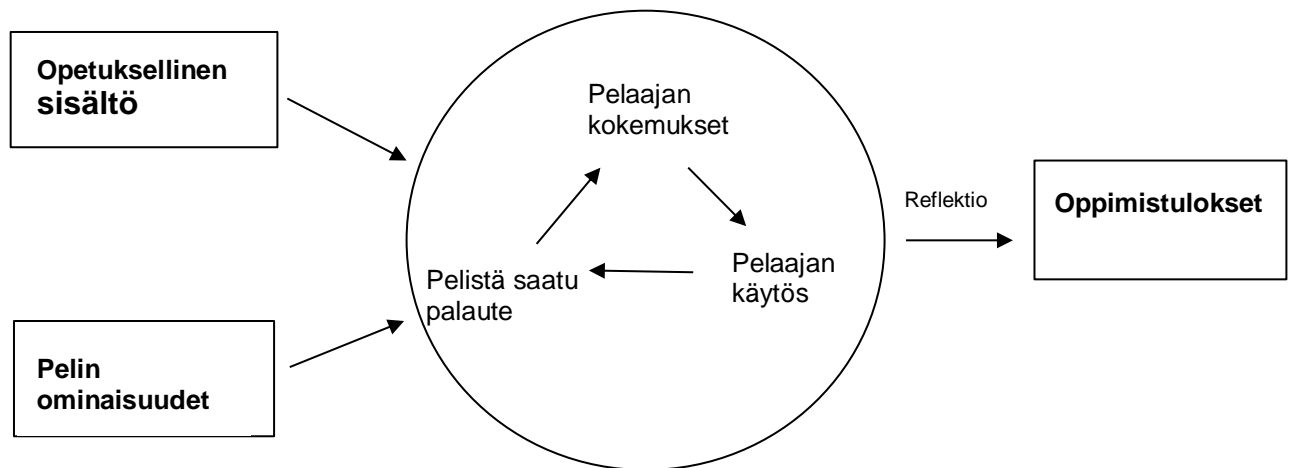 Opetuksellinen
sisältö
Pelin
ominaisuudet
Pelaajan
kokemukset
Pelaajan
käytös
Pelistä saatu
palaute
Reflektio
Oppimistulokset